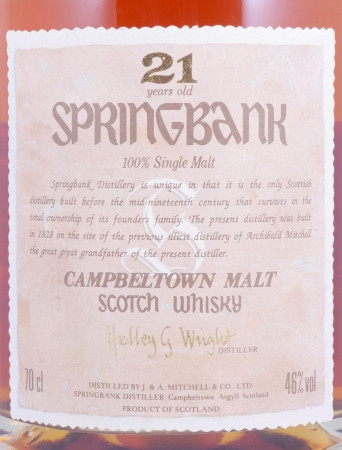 21
years old
SPRINGBANK
100% Single Malt
Springbank Distillery is unique in that it is the only Scottish
distillery built before the mid-nineteenth century that survives in the
total ownership of its founders family. The present distillery was built
in 1828 on the site of the previous illicit distillery of Archibald Mitchell
the great great grandfather of the present distiller.
S
CAMPBELTOWN MALT
SCOTCH WHISKY
Hedley G Wright
DISTILLER
70 cl
46% vol
DISTILLED BY J. & A. MITCHELL & CO., LTD.
SPRINGBANK DISTILLER Campbeltown Argyll Scotland
PRODUCT OF SCOTLAND